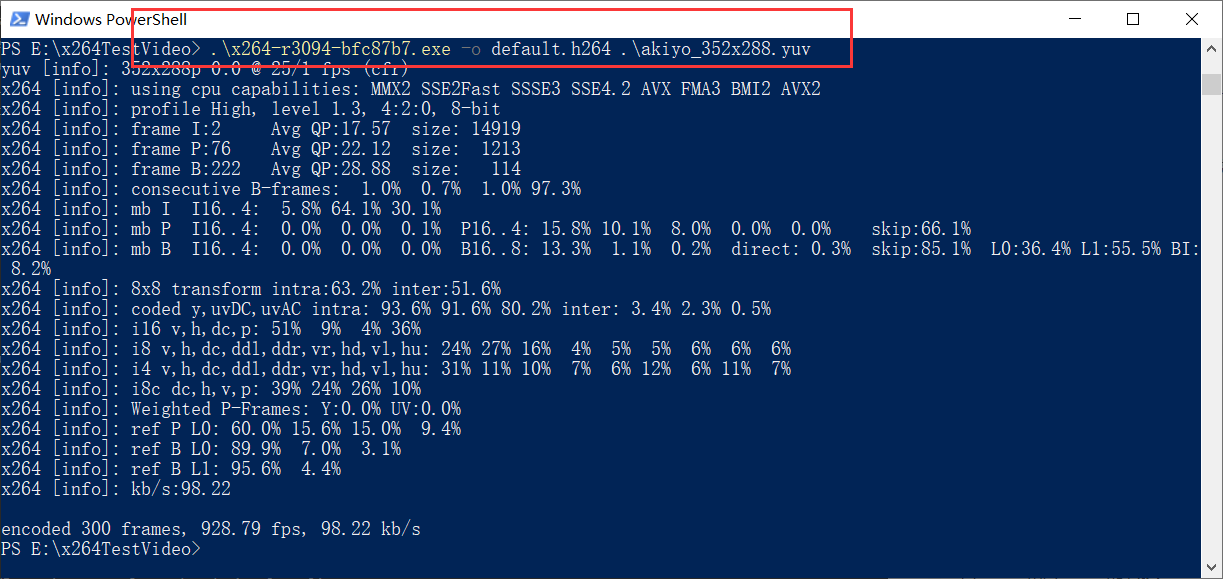 Windows PowerShell
PS E:\x264TestVideo> .\x264-r3094-bfc87b7.exe -o default.h264 .\akiyo_352x288.yuv
yuv [info]: 352x288p 0:0 @ 25/1 fps (cfr)
x264 [info]: using cpu capabilities: MMX2 SSE2Fast SSSE3 SSE4.2 AVX FMA3 BMI2 AVX2
x264 [info]: profile High, level 1.3, 4:2:0, 8-bit
x264 [info]: frame I:2     Avg QP:17.57  size: 14919
x264 [info]: frame P:76    Avg QP:22.12  size:  1213
x264 [info]: frame B:222   Avg QP:28.88  size:   114
x264 [info]: consecutive B-frames:  1.0%  0.7%  1.0% 97.3%
x264 [info]: mb I  I16..4:  5.8% 64.1% 30.1%
x264 [info]: mb P  I16..4:  0.0%  0.0%  0.1%  P16..4: 15.8% 10.1%  8.0%  0.0%  0.0%    skip:66.1%
x264 [info]: mb B  I16..4:  0.0%  0.0%  0.0%  B16..8: 13.3%  1.1%  0.2%  direct: 0.3%  skip:85.1%  L0:36.4% L1:55.5% BI:
 8.2%
x264 [info]: 8x8 transform intra:63.2% inter:51.6%
x264 [info]: coded y,uvDC,uvAC intra: 93.6% 91.6% 80.2% inter: 3.4% 2.3% 0.5%
x264 [info]: i16 v,h,dc,p: 51%  9%  4% 36%
x264 [info]: i8 v,h,dc,ddl,ddr,vr,hd,vl,hu: 24% 27% 16%  4%  5%  5%  6%  6%  6%
x264 [info]: i4 v,h,dc,ddl,ddr,vr,hd,vl,hu: 31% 11% 10%  7%  6% 12%  6% 11%  7%
x264 [info]: i8c dc,h,v,p: 39% 24% 26% 10%
x264 [info]: Weighted P-Frames: Y:0.0% UV:0.0%
x264 [info]: ref P L0: 60.0% 15.6% 15.0%  9.4%
x264 [info]: ref B L0: 89.9%  7.0%  3.1%
x264 [info]: ref B L1: 95.6%  4.4%
x264 [info]: kb/s:98.22
encoded 300 frames, 928.79 fps, 98.22 kb/s
PS E:\x264TestVideo>